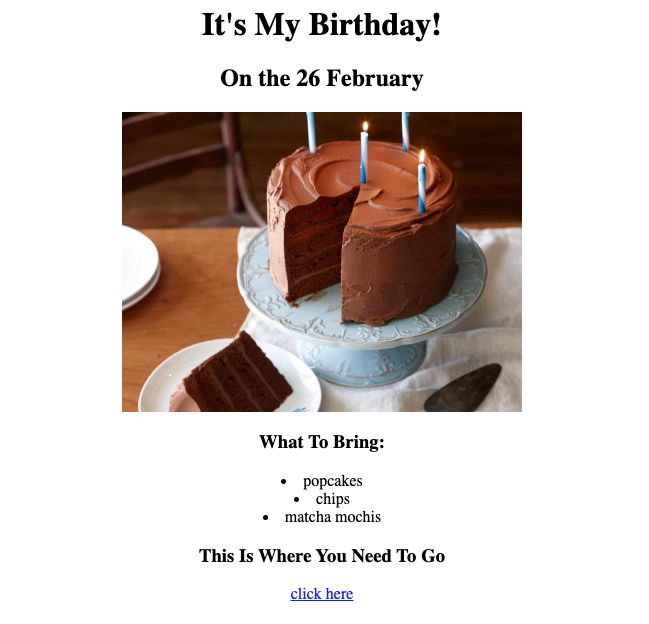 It's My Birthday!
On the 26 February
What To Bring:
popcakes
chips
matcha mochis
This Is Where You Need To Go
click here